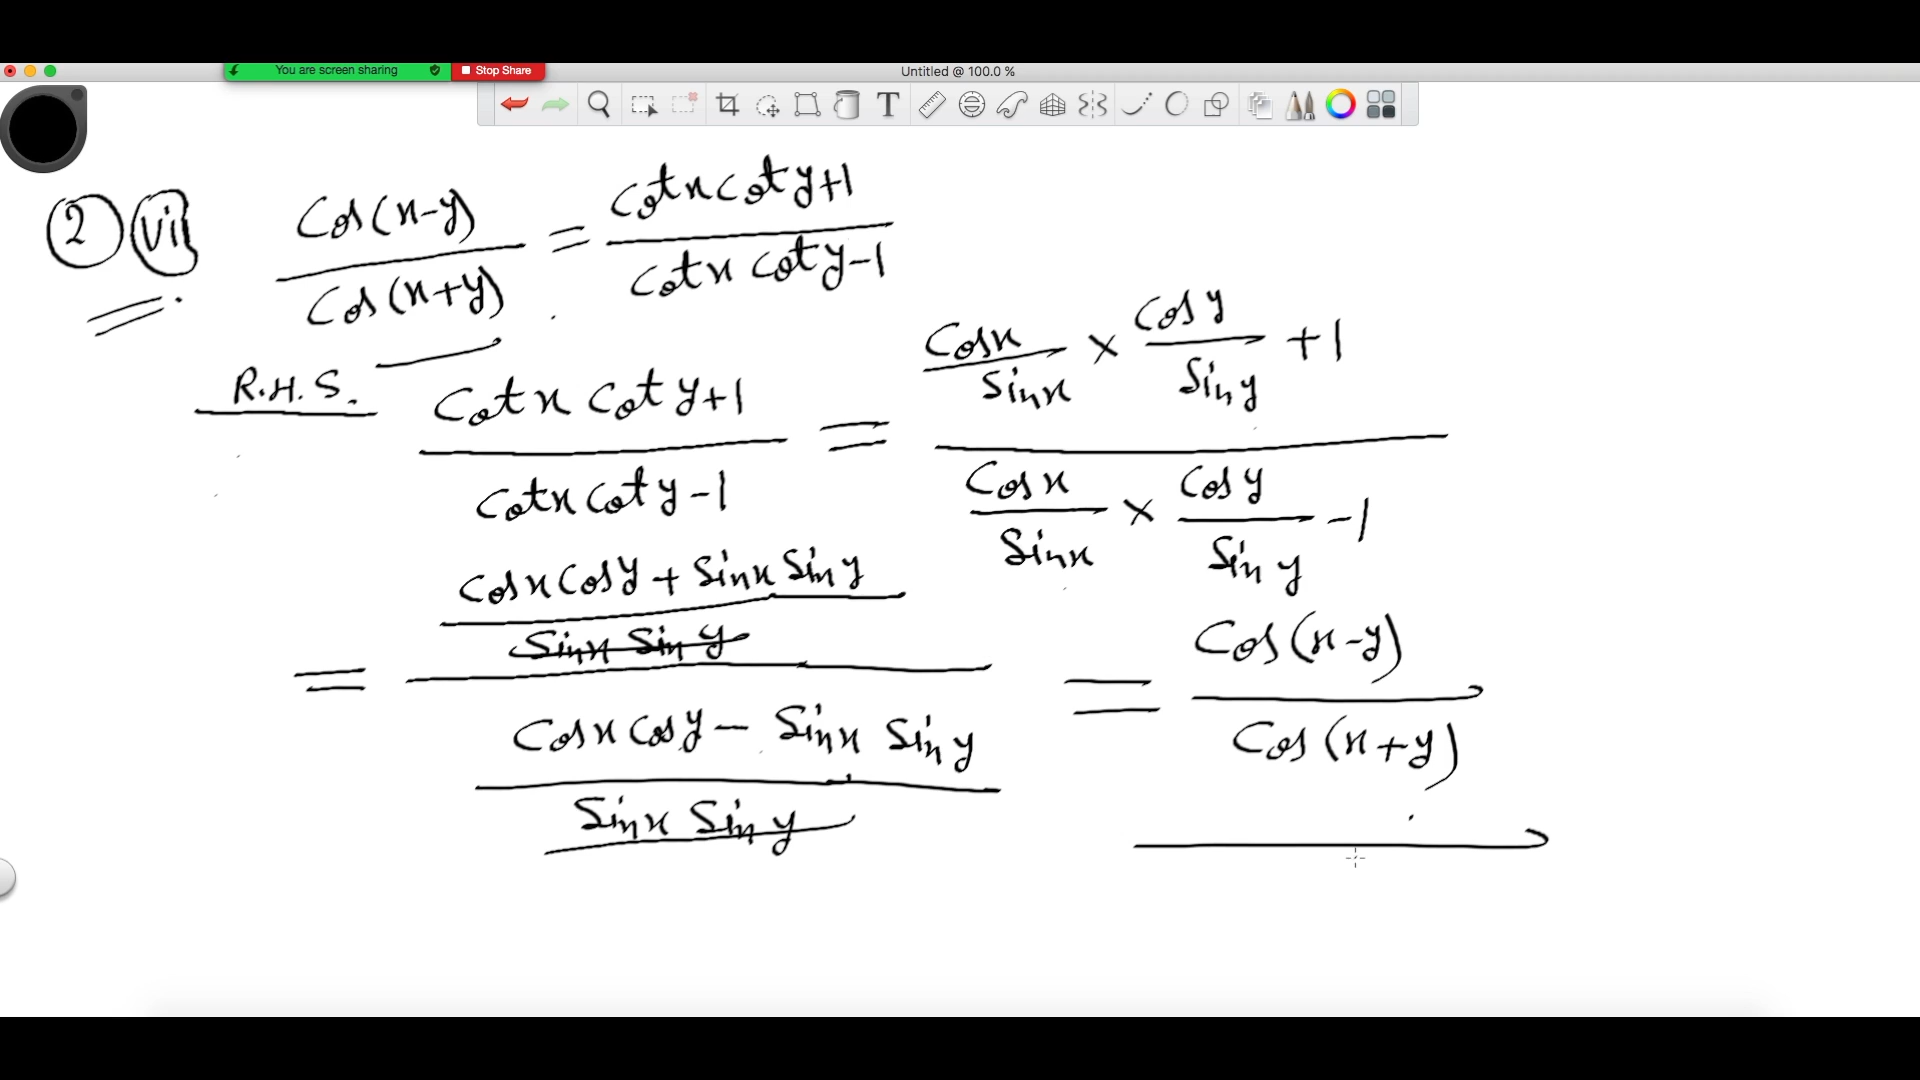 You are screen sharing Stop Share
Untitled @ 100.0 %
T
2 vii cos(x-y)/cos(x+y) = cotx coty+1/cotx coty-1
R.H.S. cotx coty+1/cotx coty-1 = cosx/sinx × cosy/siny +1/cosx/sinx × cosy/siny -1
= cosx cosy + sinx siny/sinx siny/cosx cosy - sinx siny/sinx siny = cos(x-y)/cos(x+y)